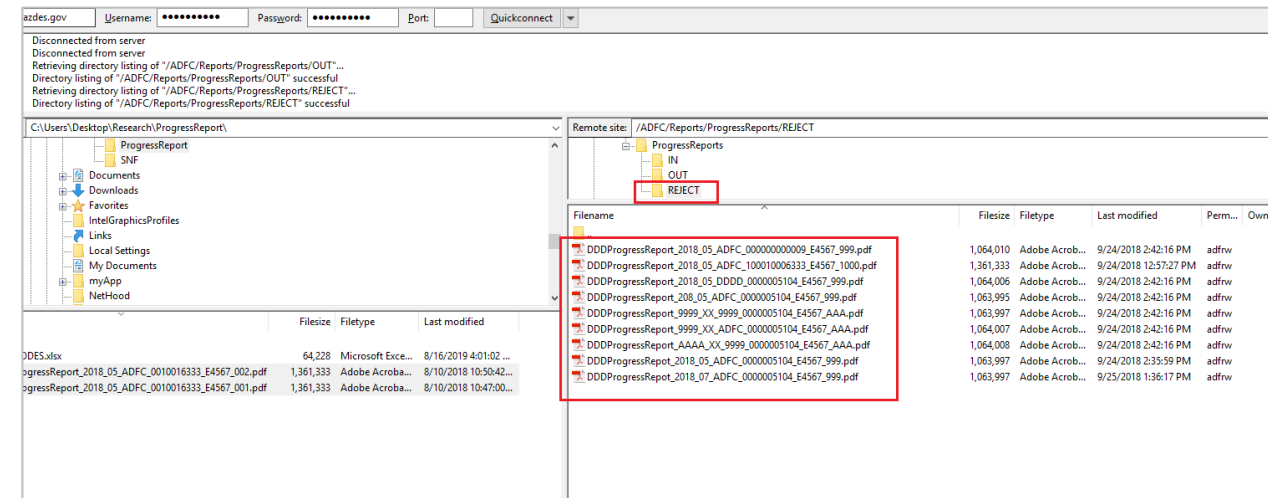 azdes.gov Username: ●●●●●●●●●● Password: ●●●●●●●●●● Port: Quickconnect
Disconnected from server
Disconnected from server
Retrieving directory listing of "/ADFC/Reports/ProgressReports/OUT"...
Directory listing of "/ADFC/Reports/ProgressReports/OUT" successful
Retrieving directory listing of "/ADFC/Reports/ProgressReports/REJECT"...
Directory listing of "/ADFC/Reports/ProgressReports/REJECT" successful
C:\Users\Desktop\Research\ProgressReport\
ProgressReport
SNF
Documents
Downloads
Favorites
IntelGraphicsProfiles
Links
Local Settings
My Documents
myApp
NetHood
Filesize Filetype Last modified
ODES.xlsx 64,228 Microsoft Exce... 8/16/2019 4:01:02 ...
ogressReport_2018_05_ADFC_0010016333_E4567_002.pdf 1,361,333 Adobe Acroba... 8/10/2018 10:50:42...
ogressReport_2018_05_ADFC_0010016333_E4567_001.pdf 1,361,333 Adobe Acroba... 8/10/2018 10:47:00...
Remote site: /ADFC/Reports/ProgressReports/REJECT
ProgressReports
IN
OUT
REJECT
Filename Filesize Filetype Last modified Perm... Own
..
DDDProgressReport_2018_05_ADFC_000000000009_E4567_999.pdf 1,064,010 Adobe Acrob... 9/24/2018 2:42:16 PM adfrw
DDDProgressReport_2018_05_ADFC_100010006333_E4567_1000.pdf 1,361,333 Adobe Acrob... 9/24/2018 12:57:27 PM adfrw
DDDProgressReport_2018_05_DDDD_0000005104_E4567_999.pdf 1,064,006 Adobe Acrob... 9/24/2018 2:42:16 PM adfrw
DDDProgressReport_208_05_ADFC_0000005104_E4567_999.pdf 1,063,995 Adobe Acrob... 9/24/2018 2:42:16 PM adfrw
DDDProgressReport_9999_XX_9999_0000005104_E4567_AAA.pdf 1,063,997 Adobe Acrob... 9/24/2018 2:42:16 PM adfrw
DDDProgressReport_9999_XX_ADFC_0000005104_E4567_AAA.pdf 1,064,007 Adobe Acrob... 9/24/2018 2:42:16 PM adfrw
DDDProgressReport_AAAA_XX_9999_0000005104_E4567_AAA.pdf 1,064,008 Adobe Acrob... 9/24/2018 2:42:16 PM adfrw
DDDProgressRepot_2018_05_ADFC_0000005104_E4567_999.pdf 1,063,997 Adobe Acrob... 9/24/2018 2:35:59 PM adfrw
DDDProgressRepot_2018_07_ADFC_0000005104_E4567_999.pdf 1,063,997 Adobe Acrob... 9/25/2018 1:36:17 PM adfrw